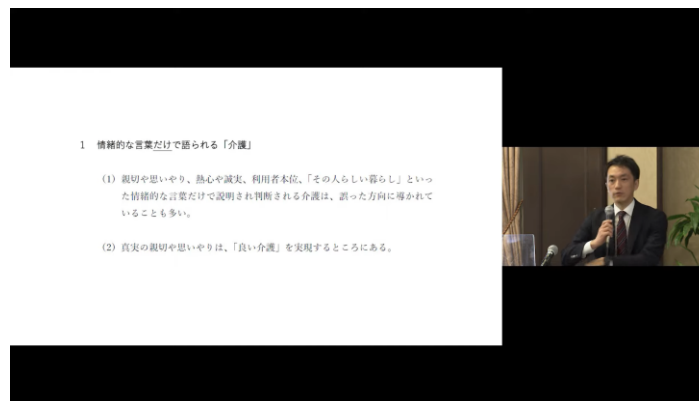 1 情緒的な言葉だけで語られる「介護」
(1) 親切や思いやり、熱心や誠実、利用者本位、「その人らしい暮らし」といっ
た情緒的な言葉だけで説明され判断される介護は、誤った方向に導かれて
いることも多い。
(2) 真実の親切や思いやりは、「良い介護」を実現するところにある。